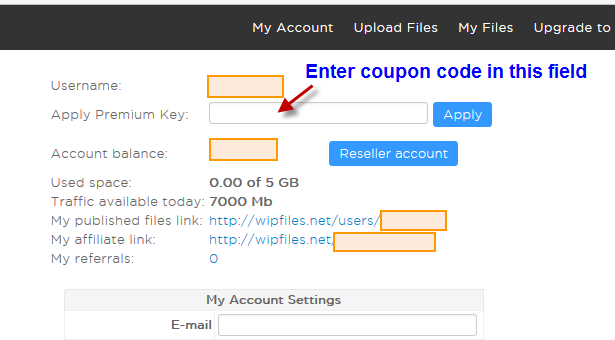 My Account Upload Files My Files Upgrade to
Enter coupon code in this field
Username:
Apply Premium Key: Apply
Account balance: Reseller account
Used space: 0.00 of 5 GB
Traffic available today: 7000 Mb
My published files link: http://wipfiles.net/users/
My affiliate link: http://wipfiles.net/
My referrals: 0
My Account Settings
E-mail